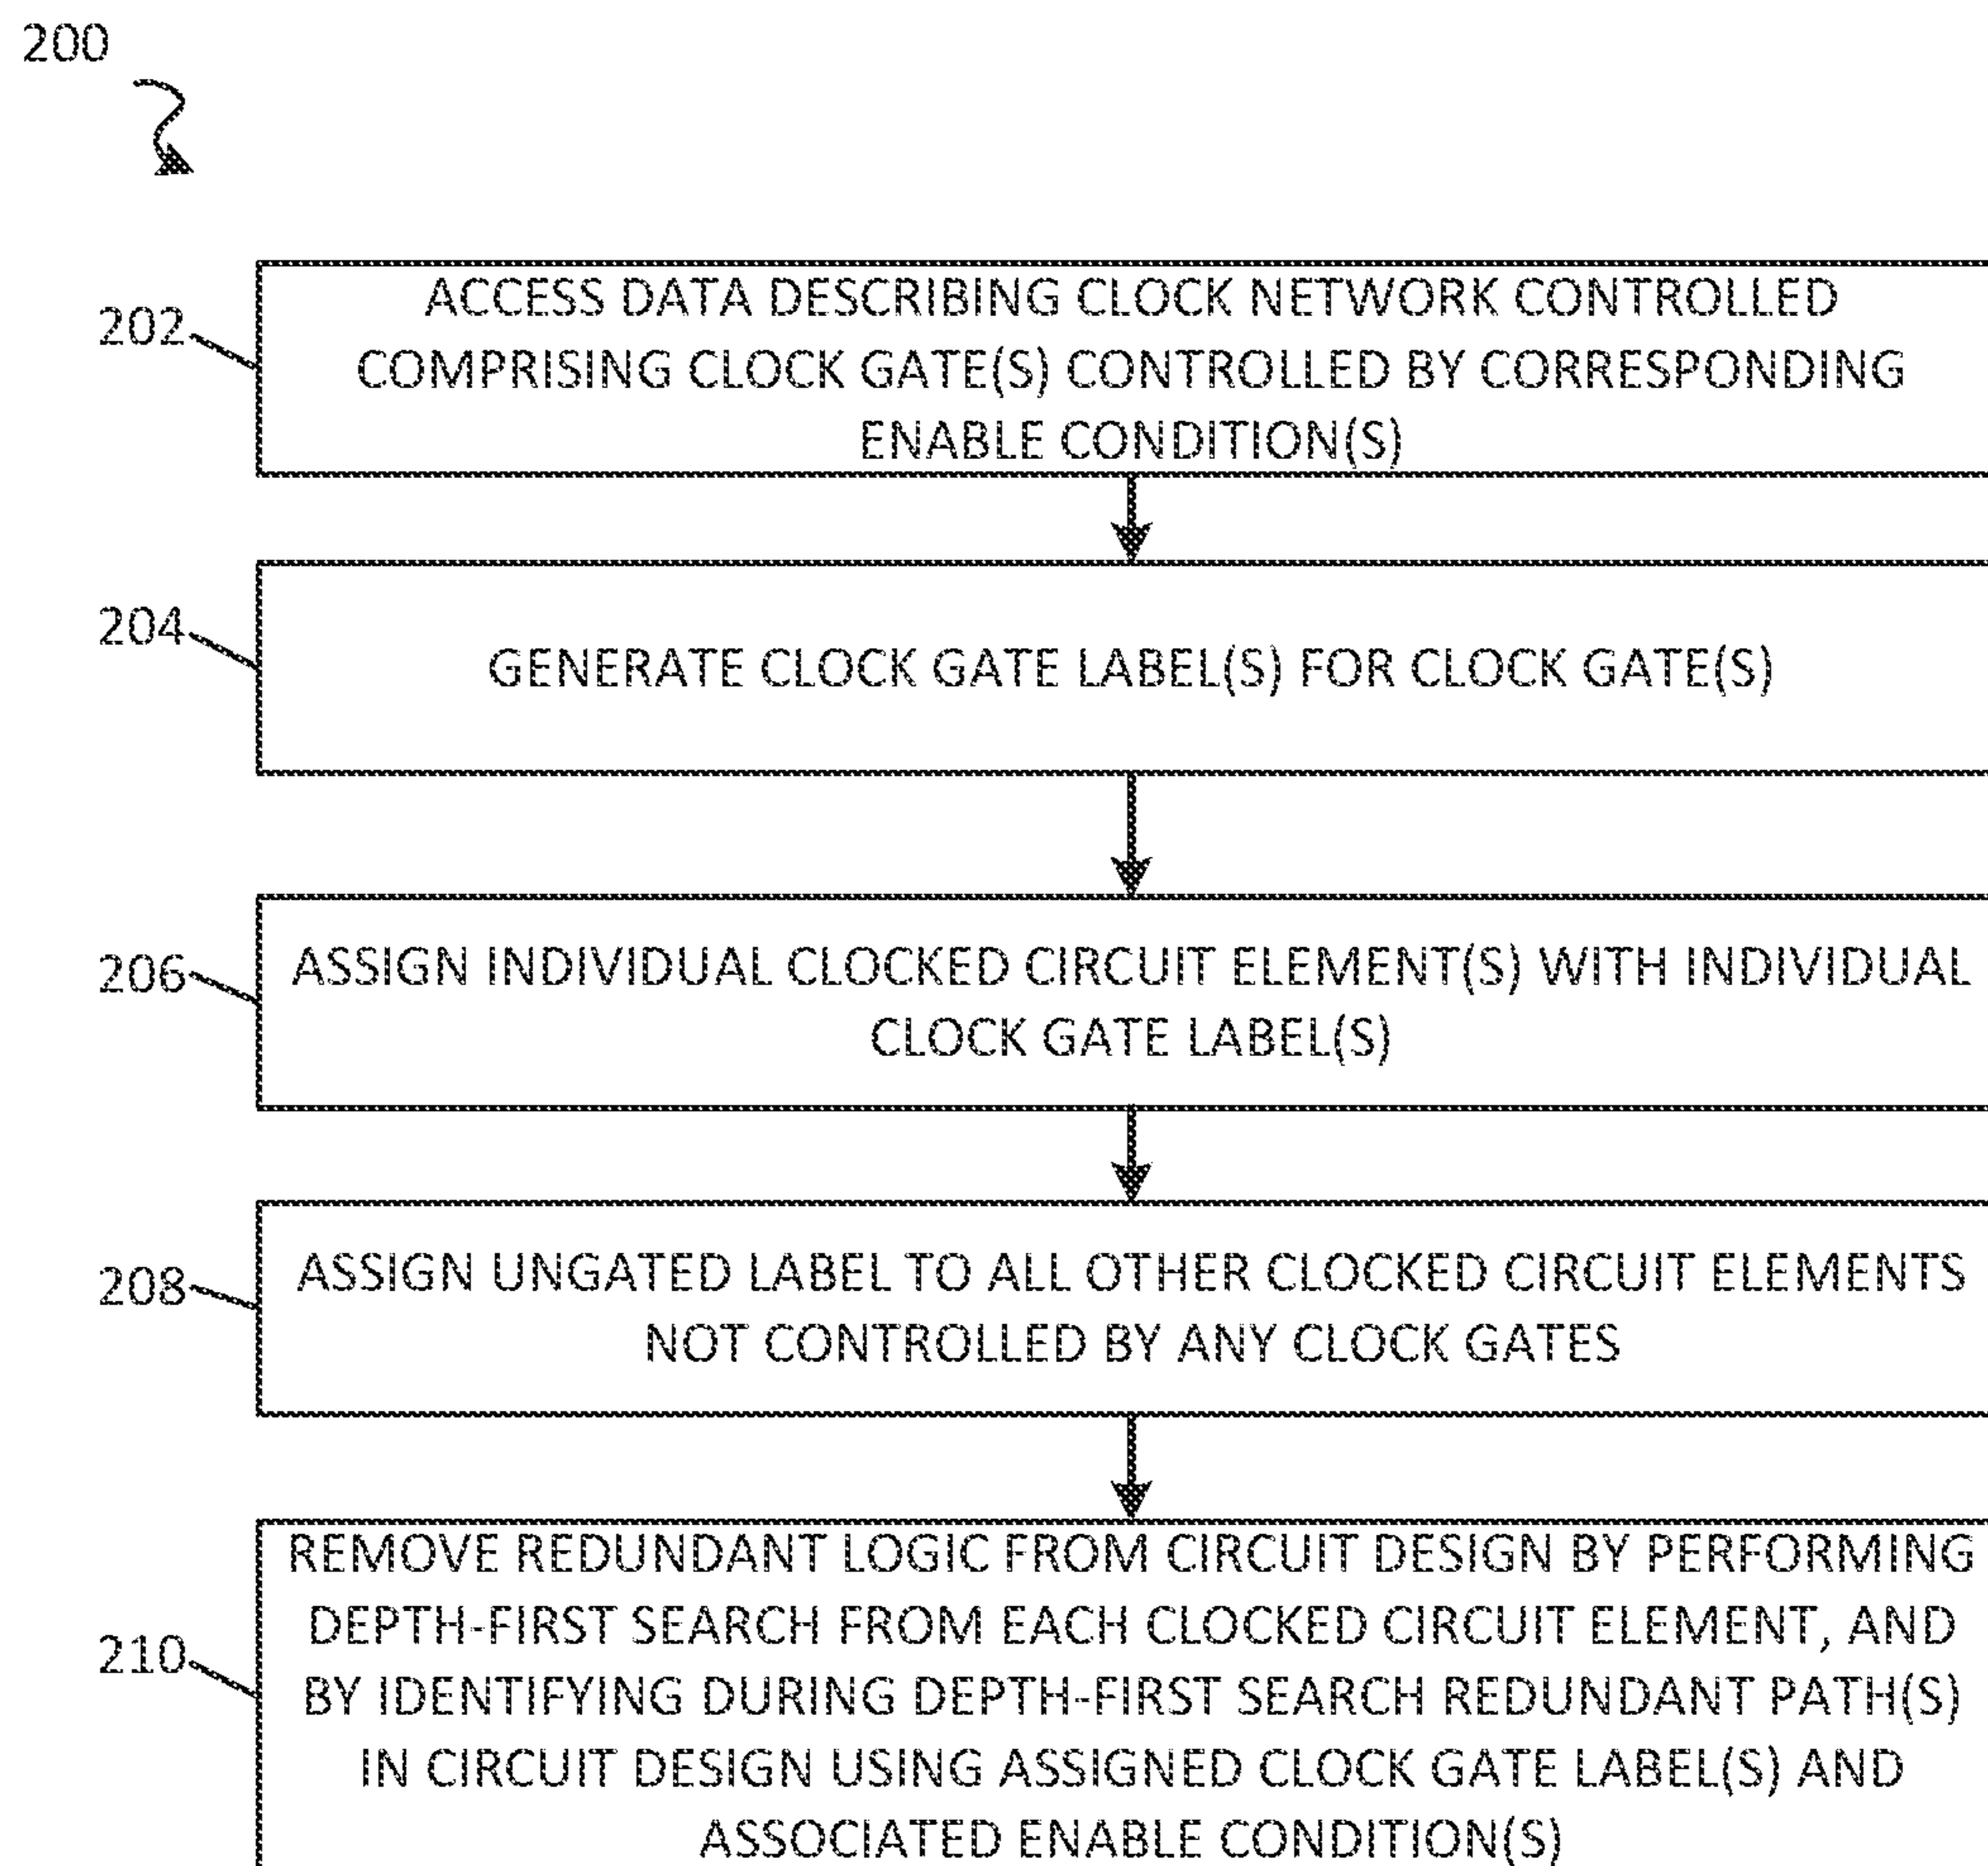 200
202
ACCESS DATA DESCRIBING CLOCK NETWORK CONTROLLED
COMPRISING CLOCK GATE(S) CONTROLLED BY CORRESPONDING
ENABLE CONDITION(S)
204
GENERATE CLOCK GATE LABEL(S) FOR CLOCK GATE(S)
206
ASSIGN INDIVIDUAL CLOCKED CIRCUIT ELEMENT(S) WITH INDIVIDUAL
CLOCK GATE LABEL(S)
208
ASSIGN UNGATED LABEL TO ALL OTHER CLOCKED CIRCUIT ELEMENTS
NOT CONTROLLED BY ANY CLOCK GATES
210
REMOVE REDUNDANT LOGIC FROM CIRCUIT DESIGN BY PERFORMING
DEPTH-FIRST SEARCH FROM EACH CLOCKED CIRCUIT ELEMENT, AND
BY IDENTIFYING DURING DEPTH-FIRST SEARCH REDUNDANT PATH(S)
IN CIRCUIT DESIGN USING ASSIGNED CLOCK GATE LABEL(S) AND
ASSOCIATED ENABLE CONDITION(S)